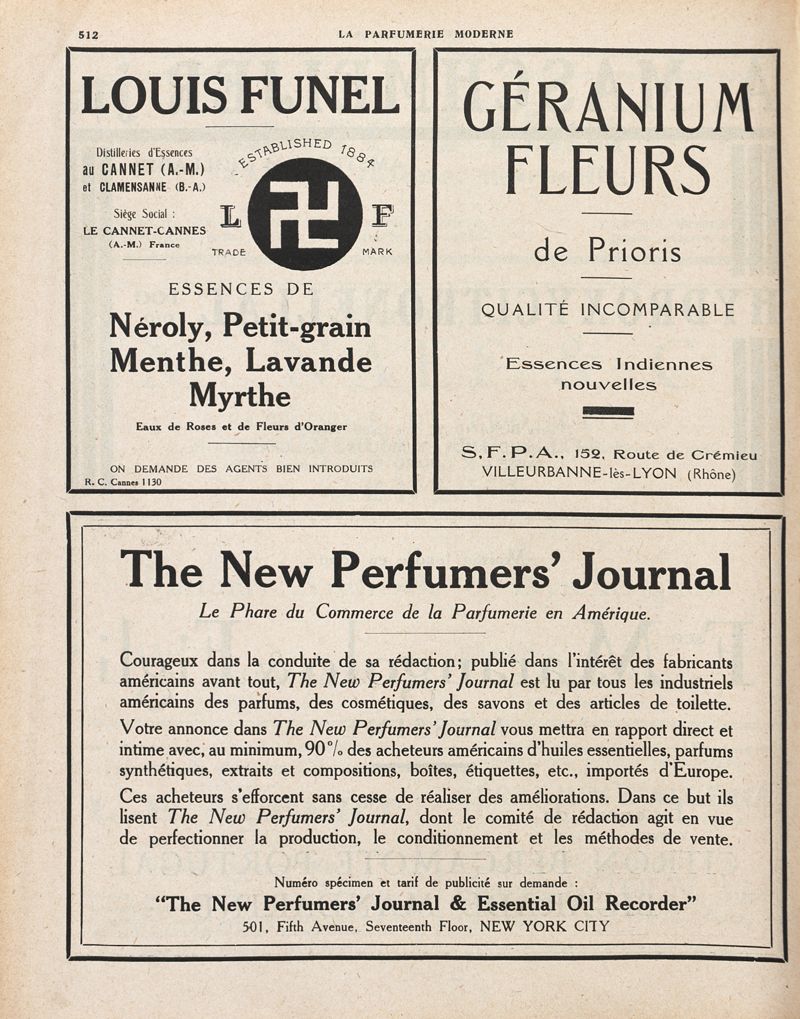 512
LA PARFUMERIE MODERNE
LOUIS FUNEL
Distilleries d'Essences
au CANNET (A.-M.)
et CLAMENSANNE (B.-A.)
Siège Social :
LE CANNET-CANNES
(A.-M.) France
ESTABLISHED 1884
L F
TRADE MARK
ESSENCES DE
Néroly, Petit-grain
Menthe, Lavande
Myrthe
Eaux de Roses et de Fleurs d'Oranger
ON DEMANDE DES AGENTS BIEN INTRODUITS
R. C. Cannes 1130
GÉRANIUM
FLEURS
de Prioris
QUALITÉ INCOMPARABLE
Essences Indiennes
nouvelles
S.F.P.A., 152, Route de Crémieu
VILLEURBANNE-lès-LYON (Rhône)
The New Perfumers' Journal
Le Phare du Commerce de la Parfumerie en Amérique.
Courageux dans la conduite de sa rédaction; publié dans l'intérêt des fabricants
américains avant tout, The New Perfumers' Journal est lu par tous les industriels
américains des parfums, des cosmétiques, des savons et des articles de toilette.
Votre annonce dans The New Perfumers' Journal vous mettra en rapport direct et
intime avec, au minimum, 90 % des acheteurs américains d'huiles essentielles, parfums
synthétiques, extraits et compositions, boîtes, étiquettes, etc., importés d'Europe.
Ces acheteurs s'efforcent sans cesse de réaliser des améliorations. Dans ce but ils
lisent The New Perfumers' Journal, dont le comité de rédaction agit en vue
de perfectionner la production, le conditionnement et les méthodes de vente.
Numéro spécimen et tarif de publicité sur demande :
"The New Perfumers' Journal & Essential Oil Recorder"
501, Fifth Avenue, Seventeenth Floor, NEW YORK CITY